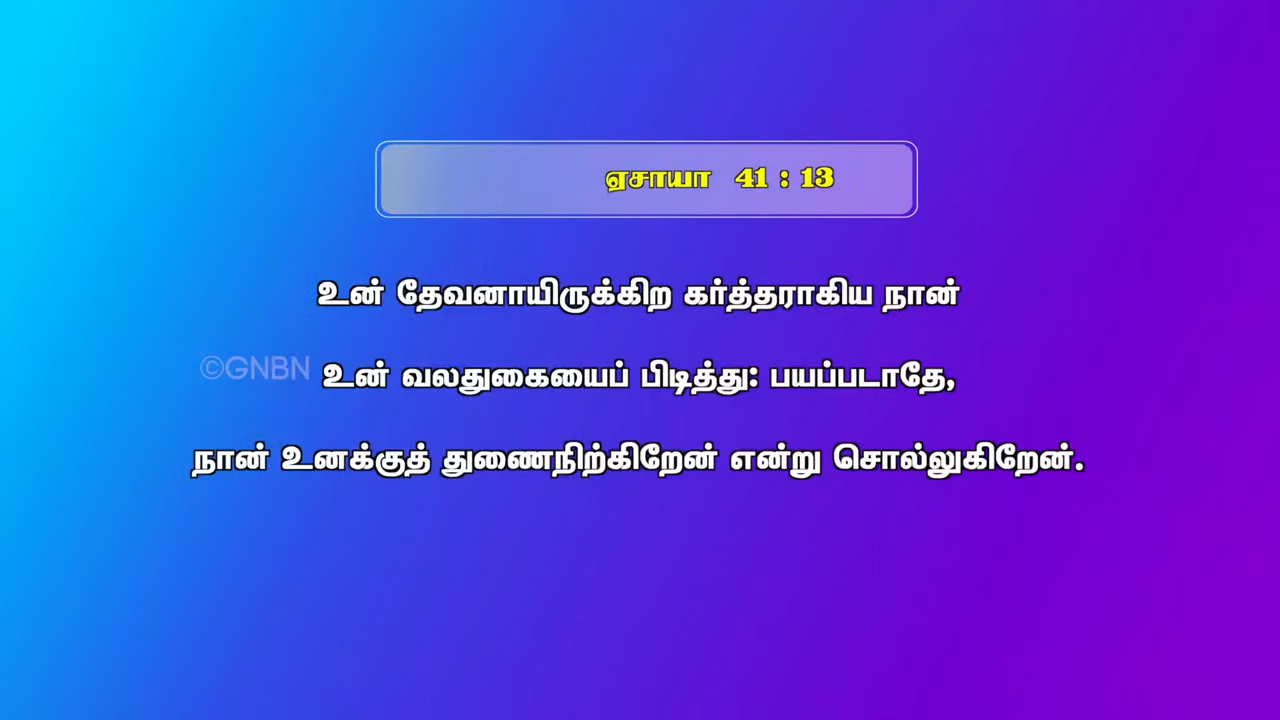 ஏசாயா 41 : 13
உன் தேவனாயிருக்கிற கர்த்தராகிய நான்
©GNBN
உன் வலதுகையைப் பிடித்து: பயப்படாதே,
நான் உனக்குத் துணைநிற்கிறேன் என்று சொல்லுகிறேன்.